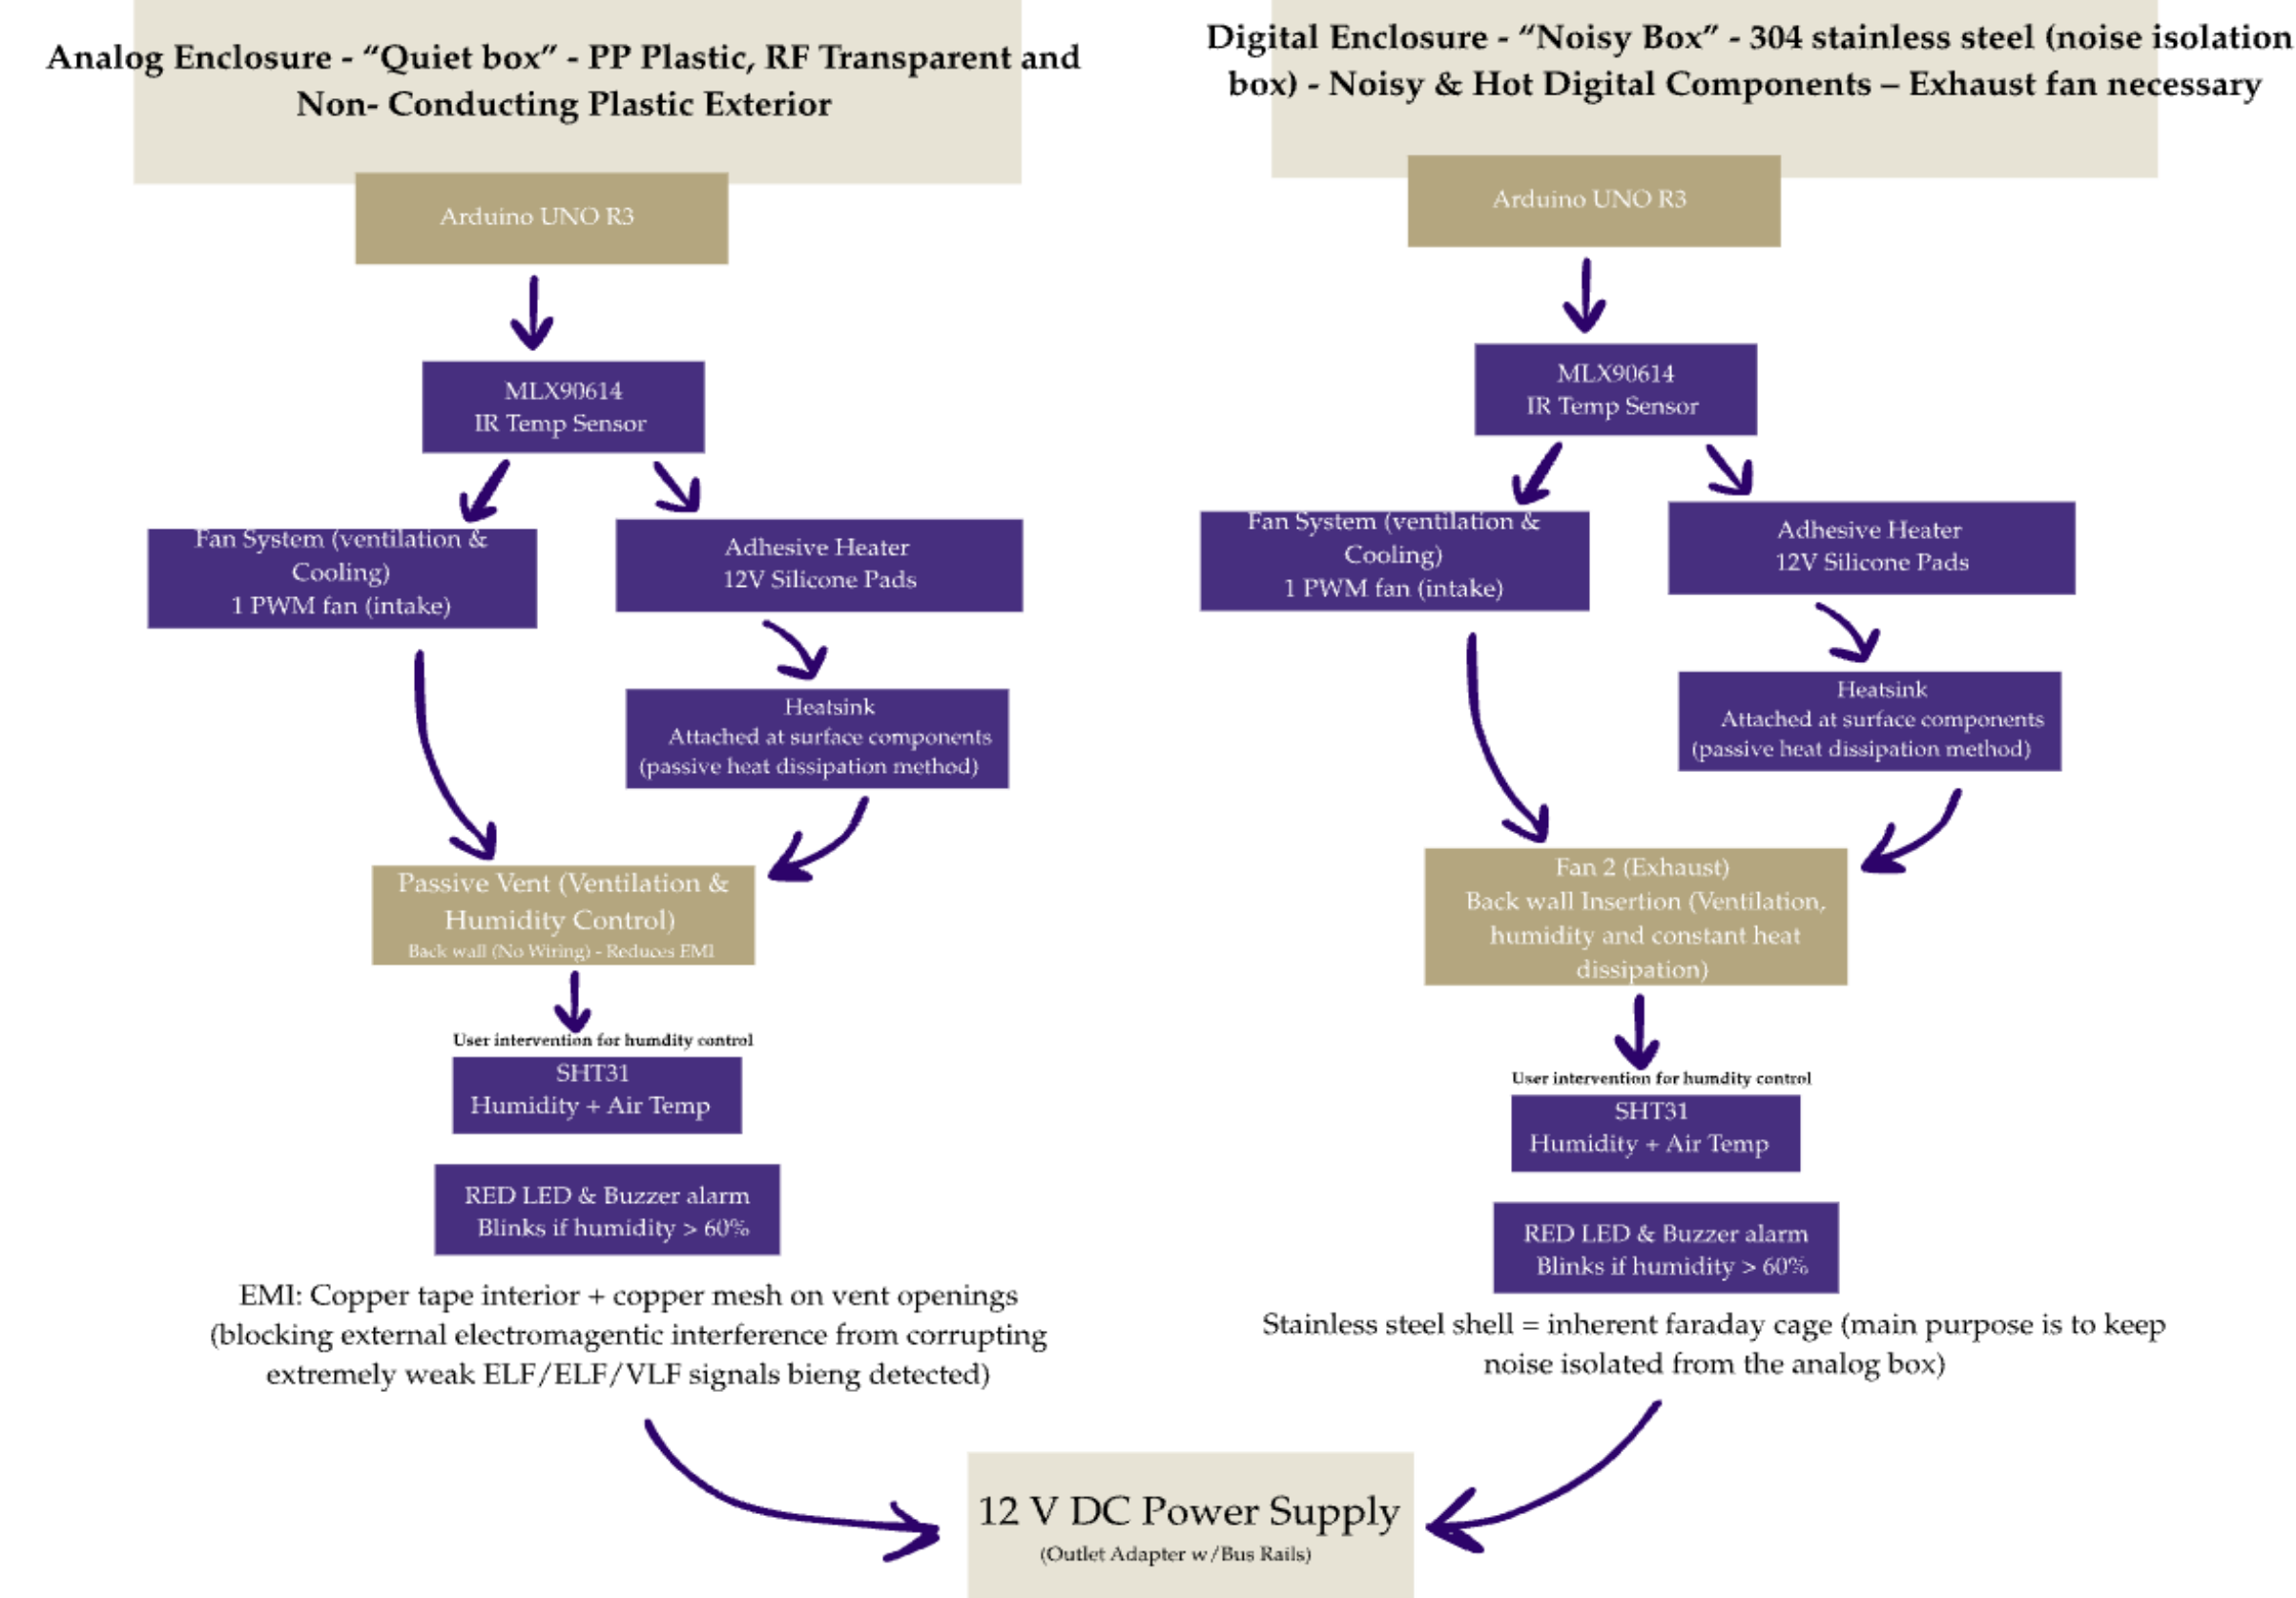 Analog Enclosure - “Quiet box” - PP Plastic, RF Transparent and
Non- Conducting Plastic Exterior
Arduino UNO R3
MLX90614
IR Temp Sensor
Fan System (ventilation &
Cooling)
1 PWM fan (intake)
Adhesive Heater
12V Silicone Pads
Heatsink
Attached at surface components
(passive heat dissipation method)
Passive Vent (Ventilation &
Humidity Control)
Back wall (No Wiring) - Reduces EMI
User intervention for humdity control
SHT31
Humidity + Air Temp
RED LED & Buzzer alarm
Blinks if humidity > 60%
EMI: Copper tape interior + copper mesh on vent openings
(blocking external electromagentic interference from corrupting
extremely weak ELF/ELF/VLF signals bieng detected)
Digital Enclosure - “Noisy Box” - 304 stainless steel (noise isolation
box) - Noisy & Hot Digital Components – Exhaust fan necessary
Arduino UNO R3
MLX90614
IR Temp Sensor
Fan System (ventilation &
Cooling)
1 PWM fan (intake)
Adhesive Heater
12V Silicone Pads
Heatsink
Attached at surface components
(passive heat dissipation method)
Fan 2 (Exhaust)
Back wall Insertion (Ventilation,
humidity and constant heat
dissipation)
User intervention for humdity control
SHT31
Humidity + Air Temp
RED LED & Buzzer alarm
Blinks if humidity > 60%
Stainless steel shell = inherent faraday cage (main purpose is to keep
noise isolated from the analog box)
12 V DC Power Supply
(Outlet Adapter w/Bus Rails)